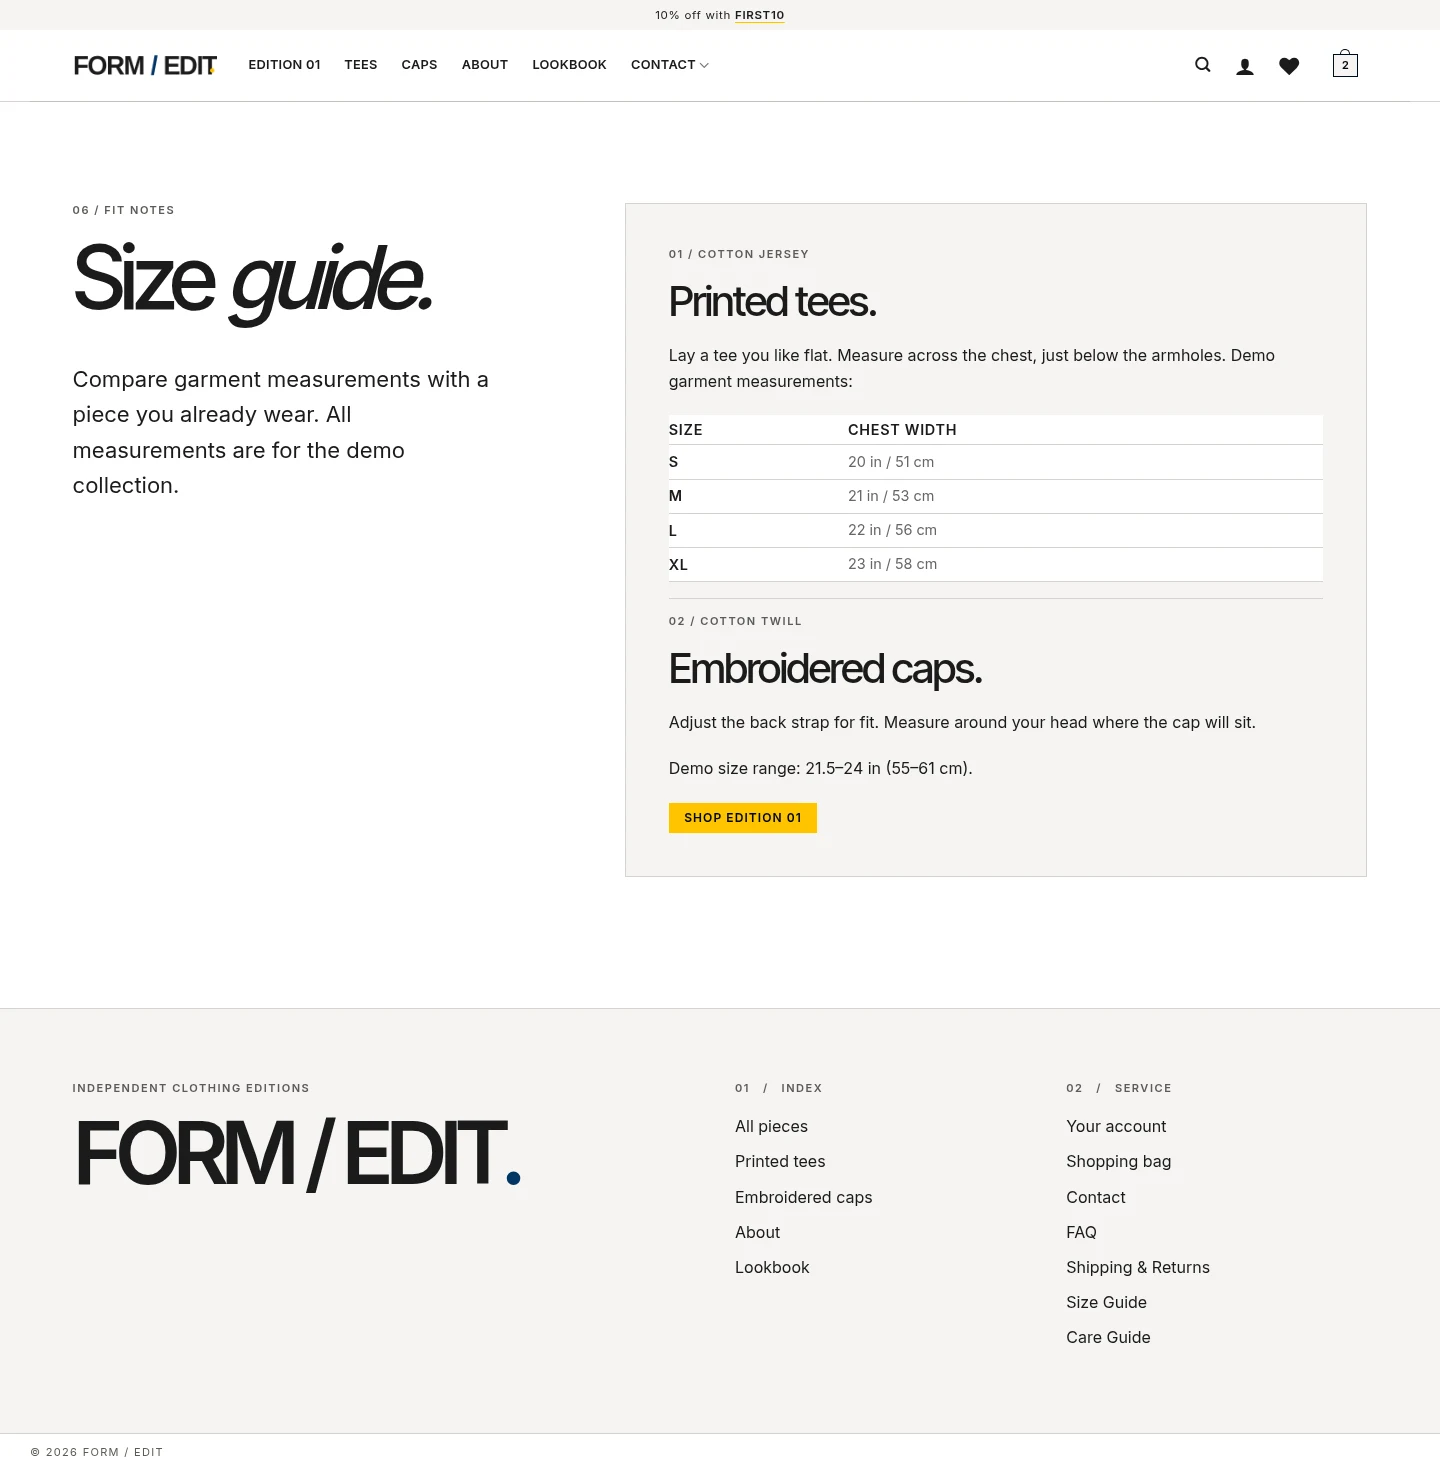 10% off with FIRST10
FORM / EDIT.
EDITION 01
TEES
CAPS
ABOUT
LOOKBOOK
CONTACT
2
06 / FIT NOTES
Size guide.
Compare garment measurements with a
piece you already wear. All
measurements are for the demo
collection.
01 / COTTON JERSEY
Printed tees.
Lay a tee you like flat. Measure across the chest, just below the armholes. Demo
garment measurements:
SIZE CHEST WIDTH
S 20 in / 51 cm
M 21 in / 53 cm
L 22 in / 56 cm
XL 23 in / 58 cm
02 / COTTON TWILL
Embroidered caps.
Adjust the back strap for fit. Measure around your head where the cap will sit.
Demo size range: 21.5–24 in (55–61 cm).
SHOP EDITION 01
INDEPENDENT CLOTHING EDITIONS
FORM / EDIT.
01 / INDEX
All pieces
Printed tees
Embroidered caps
About
Lookbook
02 / SERVICE
Your account
Shopping bag
Contact
FAQ
Shipping & Returns
Size Guide
Care Guide
© 2026 FORM / EDIT